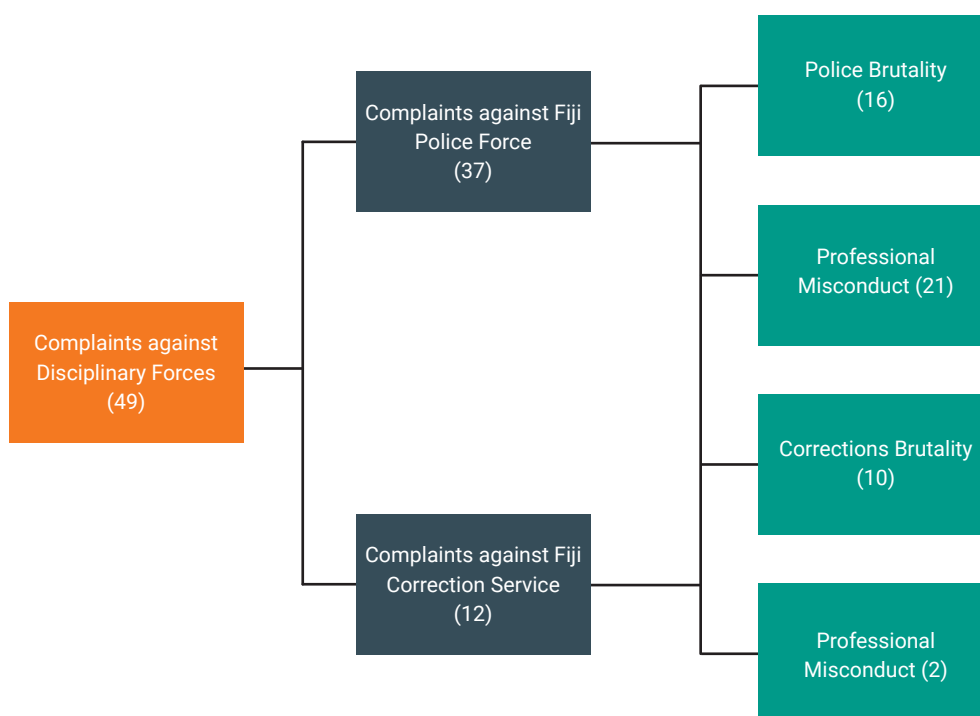 Complaints against
Disciplinary Forces
(49)
Complaints against Fiji
Police Force
(37)
Complaints against Fiji
Correction Service
(12)
Police Brutality
(16)
Professional
Misconduct (21)
Corrections Brutality
(10)
Professional
Misconduct (2)